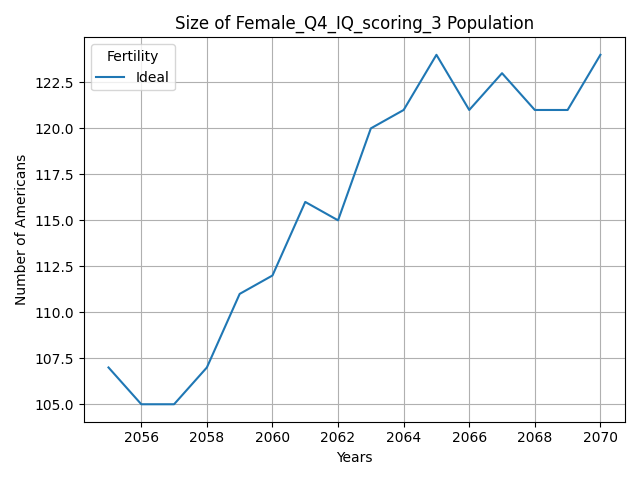 Size of Female_Q4_IQ_scoring_3 Population
Fertility
Ideal
Number of Americans
122.5
120.0
117.5
115.0
112.5
110.0
107.5
105.0
2056 2058 2060 2062 2064 2066 2068 2070
Years